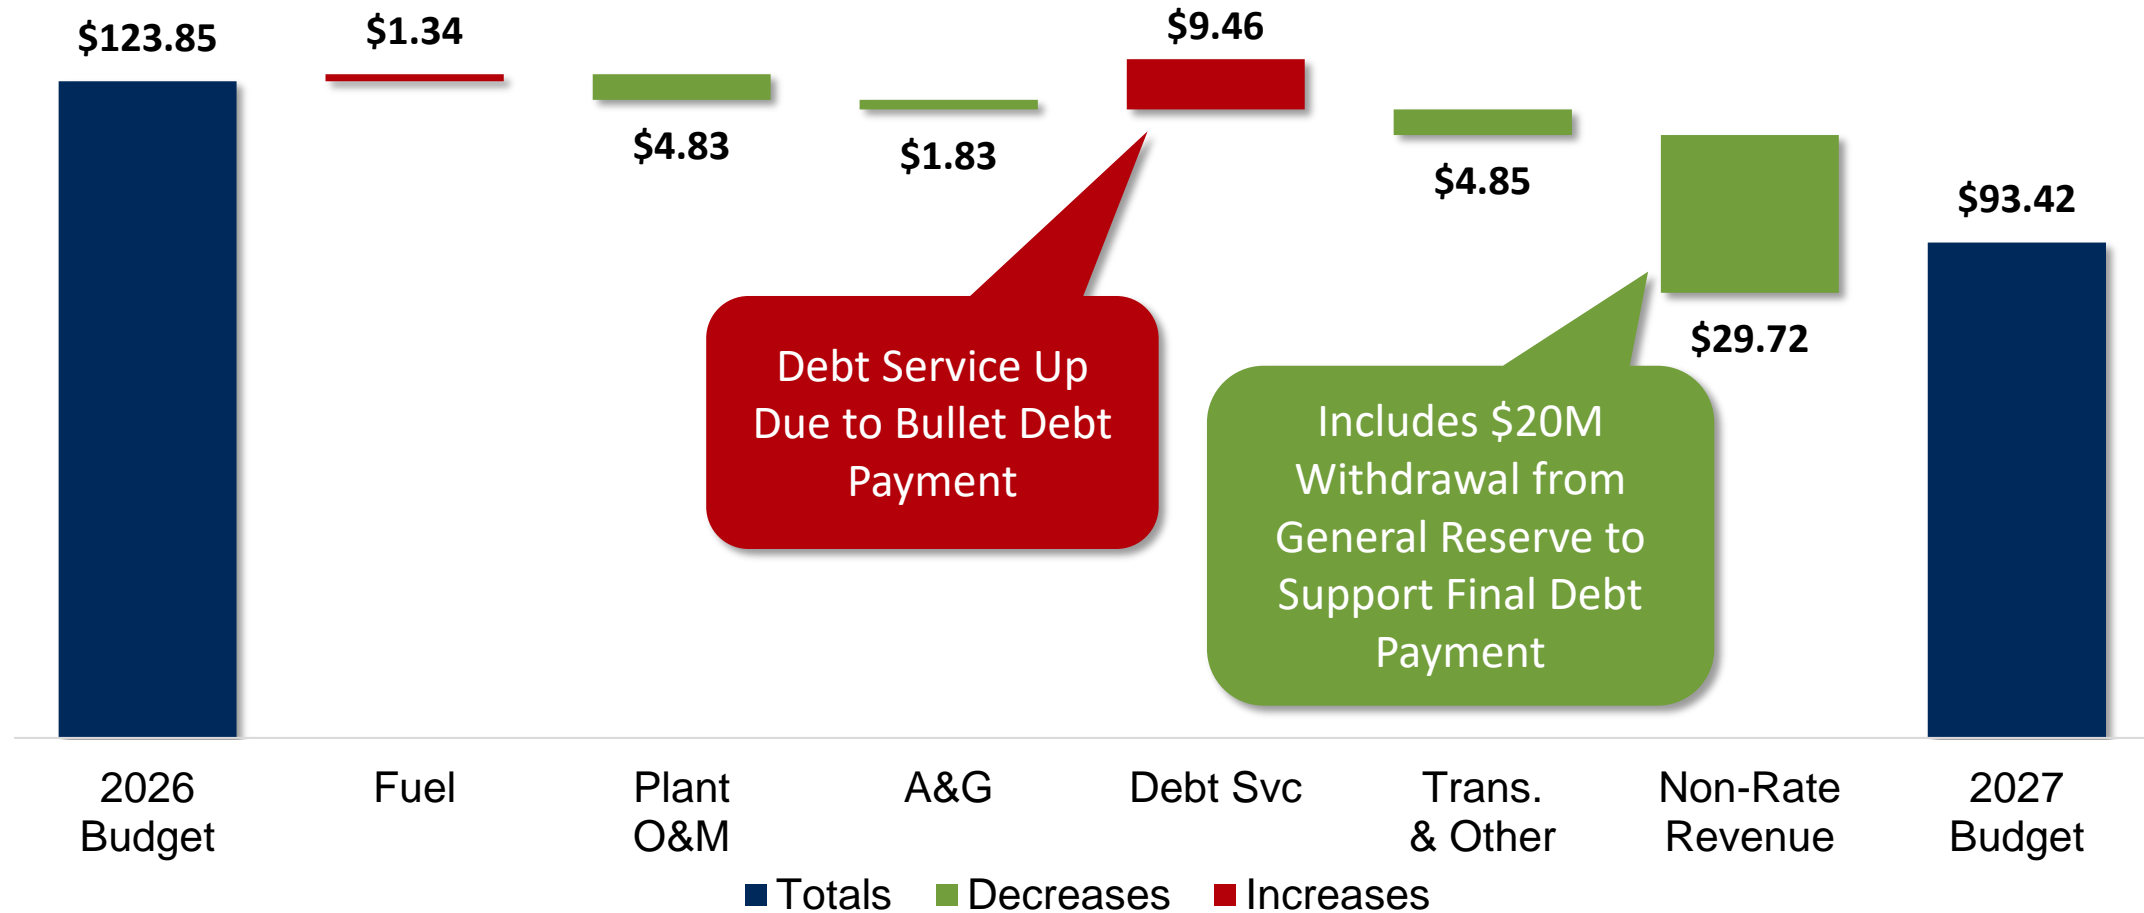 $123.85
$1.34
$4.83
$1.83
$9.46
$4.85
$29.72
$93.42
Debt Service Up
Due to Bullet Debt
Payment
Includes $20M
Withdrawal from
General Reserve to
Support Final Debt
Payment
2026
Budget
Fuel
Plant
O&M
A&G
Debt Svc
Trans.
& Other
Non-Rate
Revenue
2027
Budget
Totals
Decreases
Increases